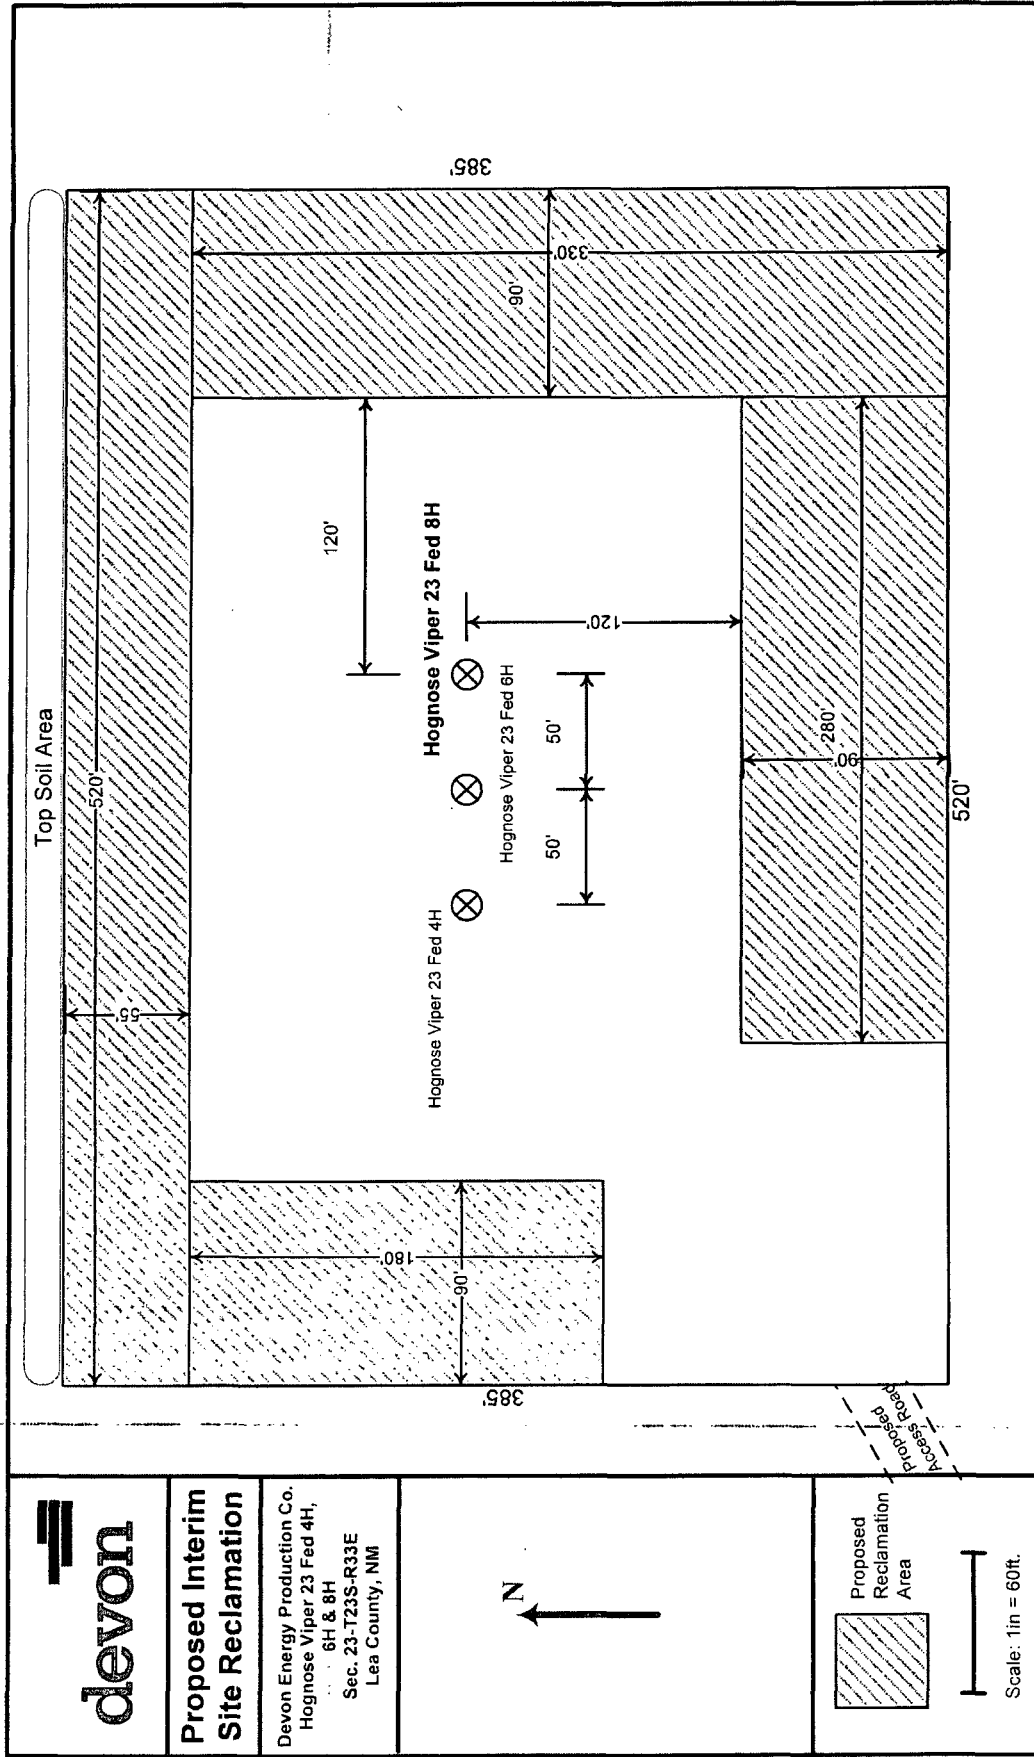 devon
Proposed Interim
Site Reclamation
Devon Energy Production Co.
Hognose Viper 23 Fed 4H,
6H & 8H
Sec. 23-T23S-R33E
Lea County, NM
N
Proposed
Reclamation
Area
Scale: 1in = 60ft.
Proposed
Access Road
Top Soil Area
520'
55'
385'
385'
330'
90'
120'
Hognose Viper 23 Fed 8H
Hognose Viper 23 Fed 6H
Hognose Viper 23 Fed 4H
120'
50'
50'
180'
90'
280'
90'
520'